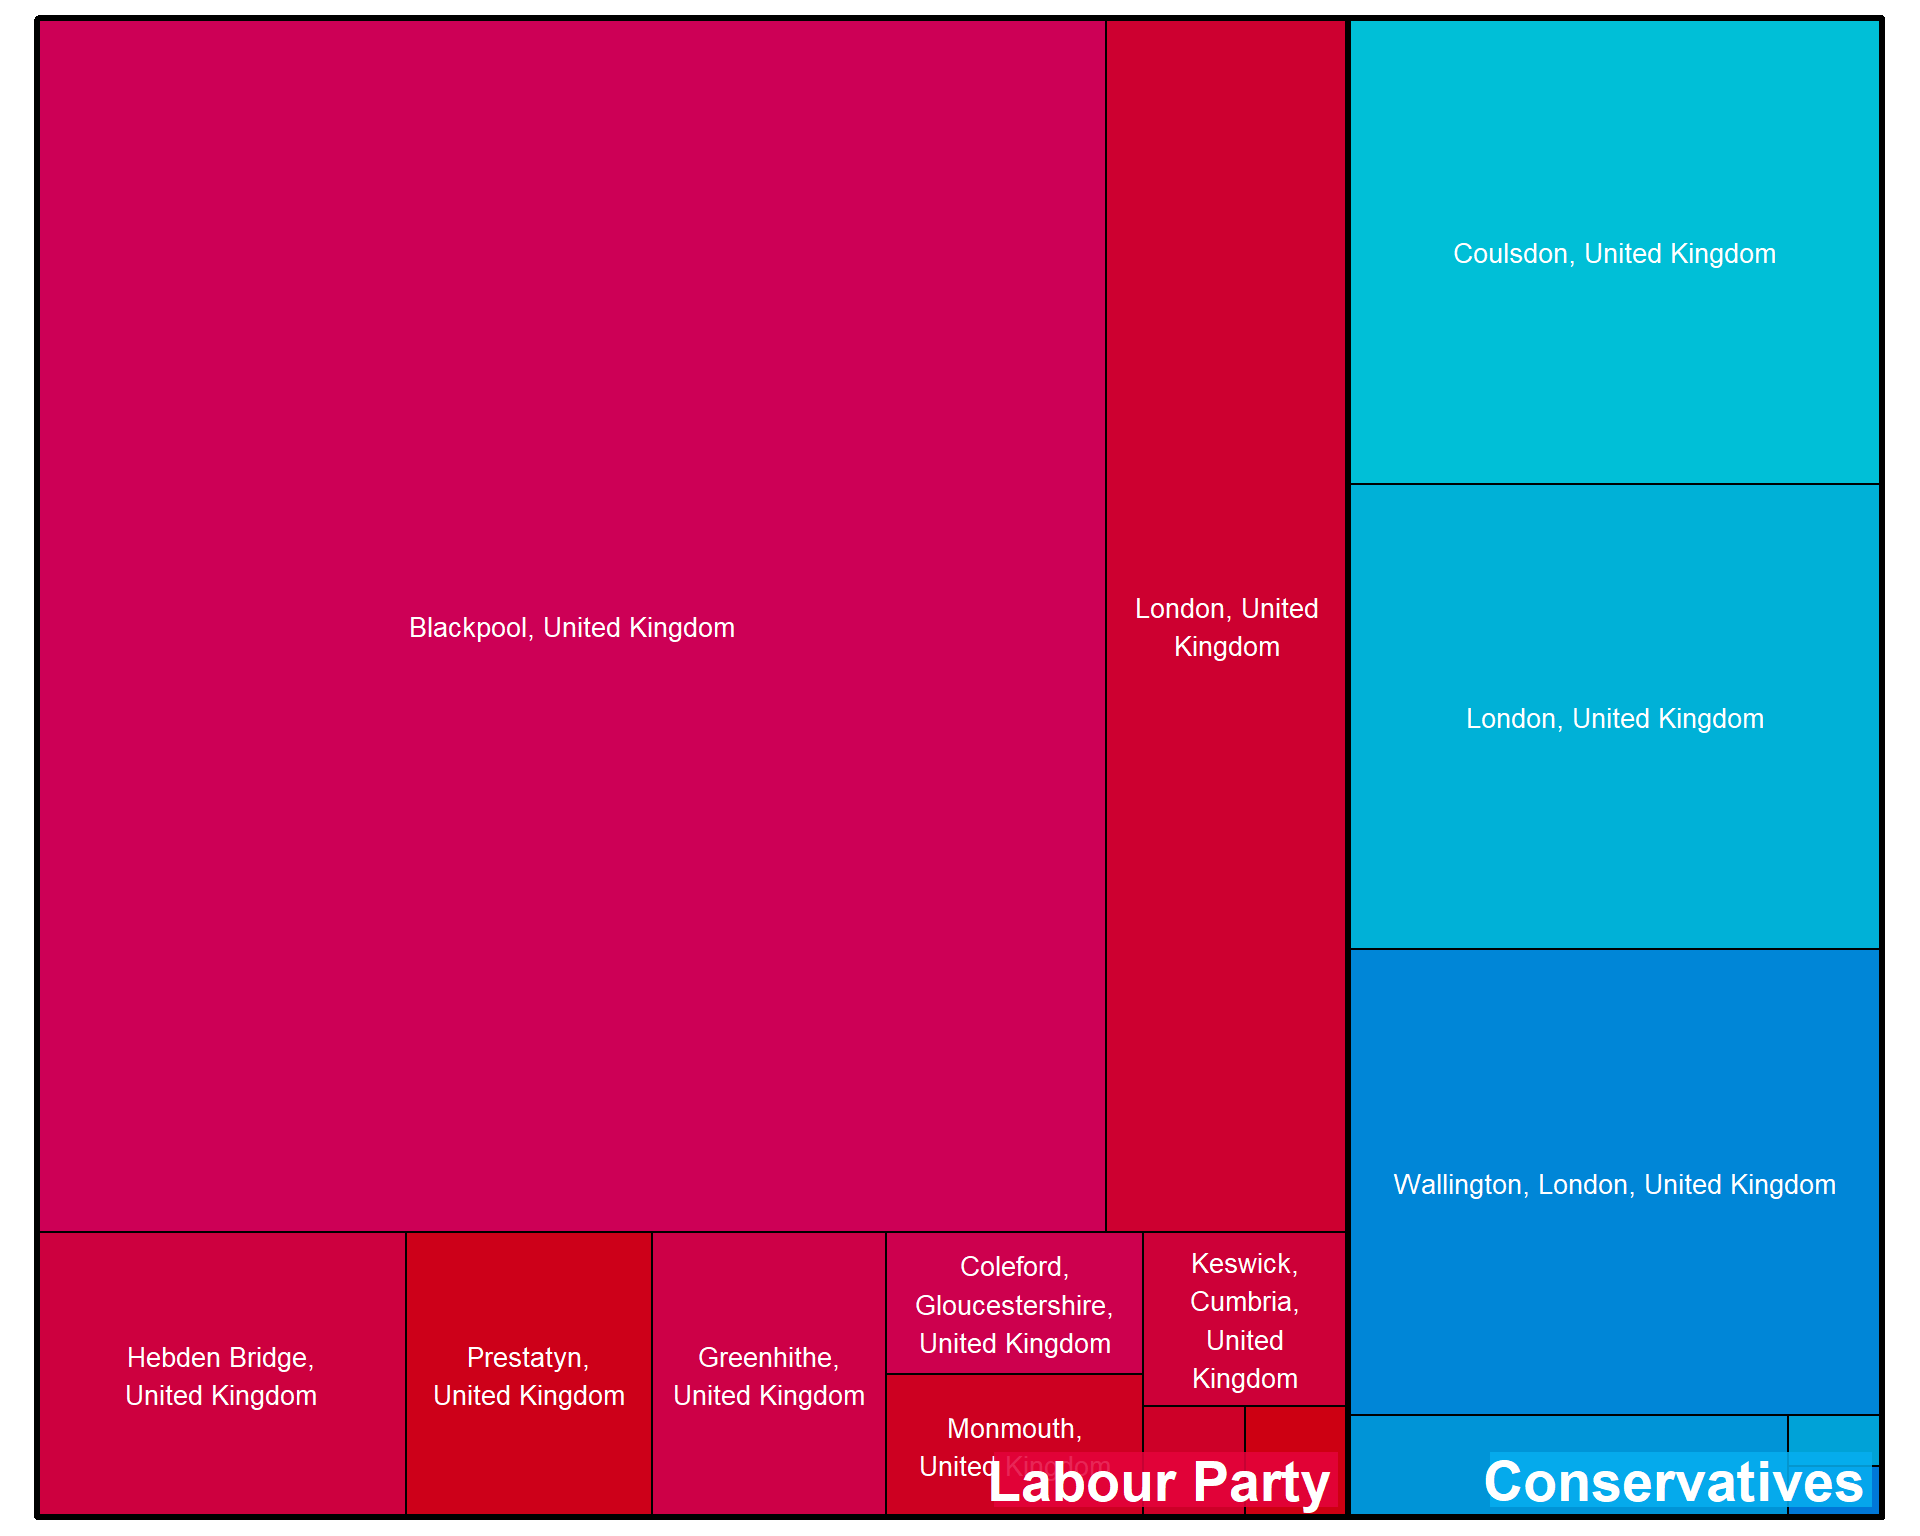 Blackpool, United Kingdom
London, United
Kingdom
Hebden Bridge,
United Kingdom
Prestatyn,
United Kingdom
Greenhithe,
United Kingdom
Coleford,
Gloucestershire,
United Kingdom
Monmouth,
United Kingdom
Keswick,
Cumbria,
United
Kingdom
Labour Party
Coulsdon, United Kingdom
London, United Kingdom
Wallington, London, United Kingdom
Conservatives